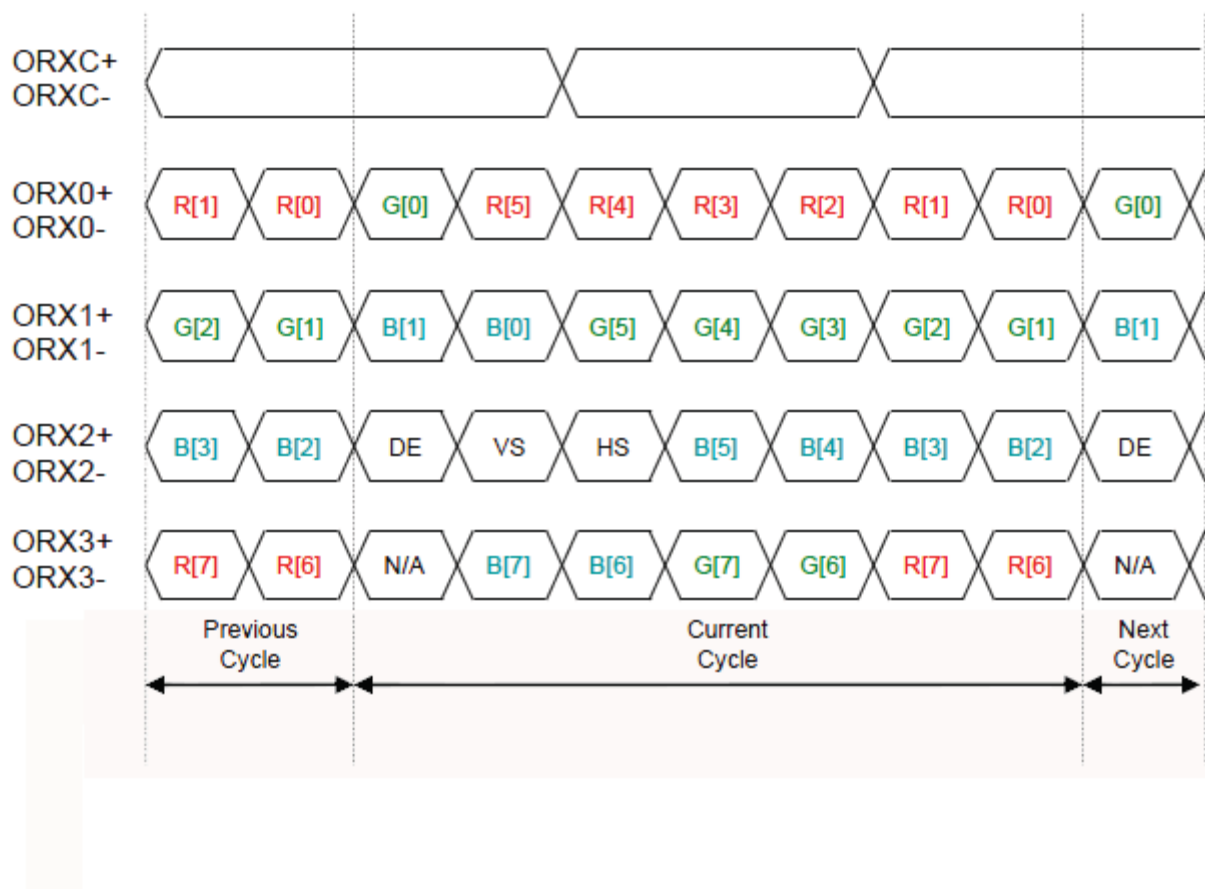 ORXC+
ORXC-
ORX0+
ORX0-
R[1] R[0] G[0] R[5] R[4] R[3] R[2] R[1] R[0] G[0]
ORX1+
ORX1-
G[2] G[1] B[1] B[0] G[5] G[4] G[3] G[2] G[1] B[1]
ORX2+
ORX2-
B[3] B[2] DE VS HS B[5] B[4] B[3] B[2] DE
ORX3+
ORX3-
R[7] R[6] N/A B[7] B[6] G[7] G[6] R[7] R[6] N/A
Previous
Cycle
Current
Cycle
Next
Cycle